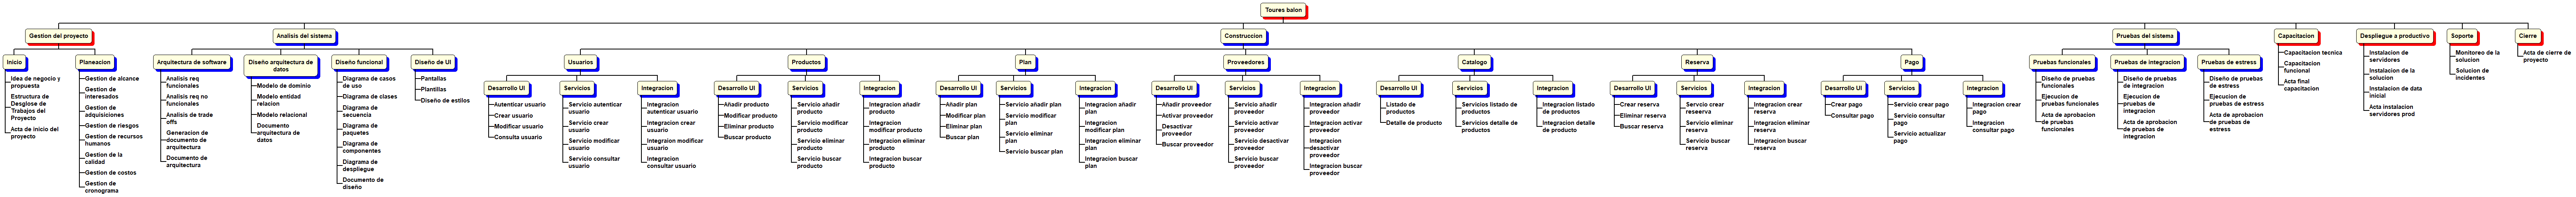 Toures balon
Gestion del proyecto
Inicio
Idea de negocio y
propuesta
Estructura de
Desglose de
Trabajos del
Proyecto
Acta de inicio del
proyecto
Planeacion
Gestion de alcance
Gestion de
interesados
Gestion de
adquisiciones
Gestion de riesgos
Gestion de recursos
humanos
Gestion de la
calidad
Gestion de costos
Gestion de
cronograma
Analisis del sistema
Arquitectura de software
Analisis req
funcionales
Analisis req no
funcionales
Analisis de trade
offs
Generacion de
documento de
arquitectura
Documento de
arquitectura
Diseño arquitectura de
datos
Modelo de dominio
Modelo entidad
relacion
Modelo relacional
Documento
arquitectura de
datos
Diseño funcional
Diagrama de casos
de uso
Diagrama de clases
Diagrama de
secuencia
Diagrama de
paquetes
Diagrama de
componentes
Diagrama de
despliegue
Documento de
diseño
Diseño de UI
Pantallas
Plantillas
Diseño de estilos
Construccion
Usuarios
Desarrollo UI
Autenticar usuario
Crear usuario
Modificar usuario
Consulta usuario
Servicios
Servicio autenticar
usuario
Servicio crear
usuario
Servicio modificar
usuario
Servicio consultar
usuario
Integracion
Integracion
autenticar usuario
Integracion crear
usuario
Integracion modificar
usuario
Integracion
consultar usuario
Productos
Desarrollo UI
Añadir producto
Modificar producto
Eliminar producto
Buscar producto
Servicios
Servicio añadir
producto
Servicio modificar
producto
Servicio eliminar
producto
Servicio buscar
producto
Integracion
Integracion añadir
producto
Integracion
modificar producto
Integracion eliminar
producto
Integracion buscar
producto
Plan
Desarrollo UI
Añadir plan
Modificar plan
Eliminar plan
Buscar plan
Servicios
Servicio añadir plan
Servicio modificar
plan
Servicio eliminar
plan
Servicio buscar plan
Integracion
Integracion añadir
plan
Integracion
modificar plan
Integracion eliminar
plan
Integracion buscar
plan
Proveedores
Desarrollo UI
Añadir proveedor
Activar proveedor
Desactivar
proveedor
Buscar proveedor
Servicios
Servicio añadir
proveedor
Servicio activar
proveedor
Servicio desactivar
proveedor
Servicio buscar
proveedor
Integracion
Integracion añadir
proveedor
Integracion activar
proveedor
Integracion
desactivar
proveedor
Integracion buscar
proveedor
Catalogo
Desarrollo UI
Listado de
productos
Detalle de producto
Servicios
Servicios listado de
productos
Servicios detalle de
productos
Integracion
Integracion listado
de productos
Integracion detalle
de producto
Reserva
Desarrollo UI
Crear reserva
Eliminar reserva
Buscar reserva
Servicios
Servcio crear
reserva
Servicio eliminar
reserva
Servicio buscar
reserva
Integracion
Integracion crear
reserva
Integracion eliminar
reserva
Integracion buscar
reserva
Pago
Desarrollo UI
Crear pago
Consultar pago
Servicios
Servicio crear pago
Servicio consultar
pago
Servicio actualizar
pago
Integracion
Integracion crear
pago
Integracion
consultar pago
Pruebas del sistema
Pruebas funcionales
Diseño de pruebas
funcionales
Ejecucion de
pruebas funcionales
Acta de aprobacion
de pruebas
funcionales
Pruebas de integracion
Diseño de pruebas
de integracion
Ejecucion de
pruebas de
integracion
Acta de aprobacion
de pruebas de
integracion
Pruebas de estress
Diseño de pruebas
de estress
Ejecucion de
pruebas de estress
Acta de aprobacion
de pruebas de
estress
Capacitacion
Capacitacion tecnica
Capacitacion
funcional
Acta final
capacitacion
Despliegue a productivo
Instalacion de
servidores
Instalacion de la
solucion
Instalacion de data
inicial
Acta instalacion
servidores prod
Soporte
Monitoreo de la
solucion
Solucion de
incidentes
Cierre
Acta de cierre de
proyecto